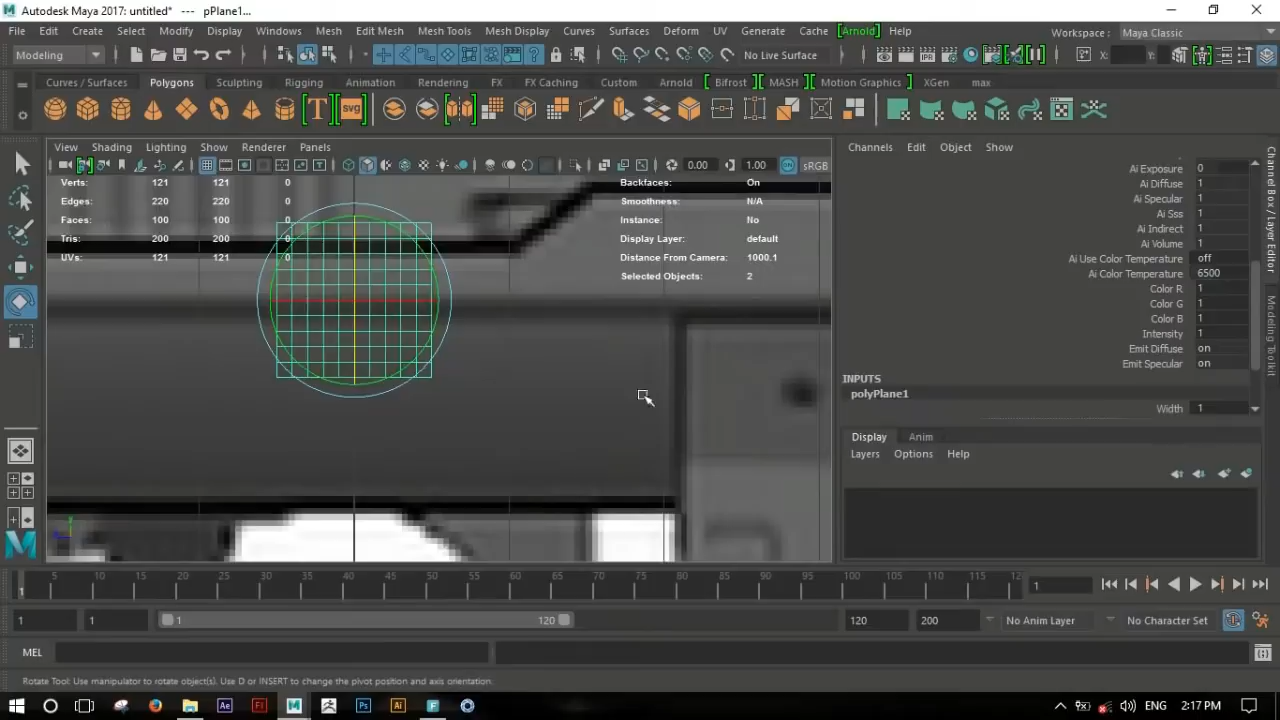 Autodesk Maya 2017: untitled* --- pPlane1...
File Edit Create Select Modify Display Windows Mesh Edit Mesh Mesh Tools Mesh Display Curves Surfaces Deform UV Generate Cache Arnold Help Workspace : Maya Classic
Modeling No Live Surface X: Y:
Curves / Surfaces Polygons Sculpting Rigging Animation Rendering FX FX Caching Custom Arnold Bifrost MASH Motion Graphics XGen max
T svg
View Shading Lighting Show Renderer Panels
0.00 1.00 ON sRGB
Verts: 121 121 0
Edges: 220 220 0
Faces: 100 100 0
Tris: 200 200 0
UVs: 121 121 0
Backfaces: On
Smoothness: N/A
Instance: No
Display Layer: default
Distance From Camera: 1000.1
Selected Objects: 2
Channels Edit Object Show
Ai Exposure 0
Ai Diffuse 1
Ai Specular 1
Ai Sss 1
Ai Indirect 1
Ai Volume 1
Ai Use Color Temperature off
Ai Color Temperature 6500
Color R 1
Color G 1
Color B 1
Intensity 1
Emit Diffuse on
Emit Specular on
INPUTS
polyPlane1
Width 1
Display Anim
Layers Options Help
Channel Box / Layer Editor
Modeling Toolkit
5 10 15 20 25 30 35 40 45 50 55 60 65 70 75 80 85 90 95 100 105 110 115 12
1
1 1 1 120 120 200 No Anim Layer No Character Set
MEL
Rotate Tool: Use manipulator to rotate object(s). Use D or INSERT to change the pivot position and axis orientation.
Ae Fl M Ps Ai F ENG 2:17 PM